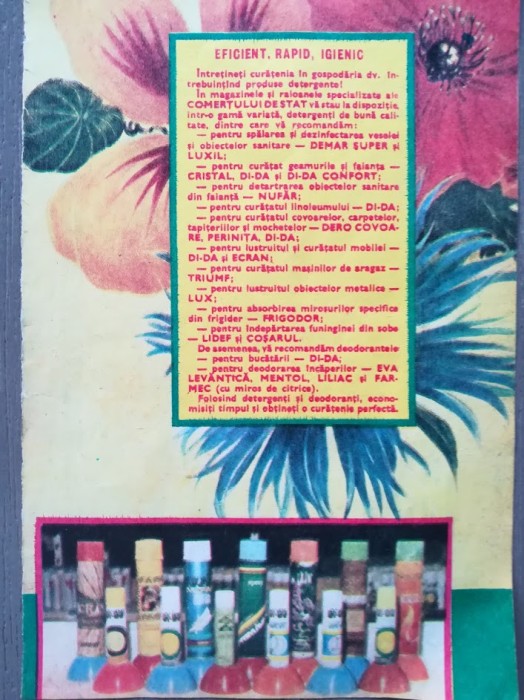 EFICIENT, RAPID, IGIENIC
Întreţineţi curăţenia în gospodăria dv. în-
trebuinţînd produse detergente!
În magazinele şi raioanele specializate ale
COMERŢULUI DE STAT vă stau la dispoziţie,
într-o gamă variată, detergenţi de bună cali-
tate, dintre care vă recomandăm:
— pentru spălarea şi dezinfectarea veselei
şi obiectelor sanitare — DEMAR SUPER şi
LUXIL;
— pentru curăţat geamurile şi faianţa —
CRISTAL, DI-DA şi DI-DA CONFORT;
— pentru detartrarea obiectelor sanitare
din faianţă — NUFĂR;
— pentru curăţatul linoleumului — DI-DA;
— pentru curăţatul covoarelor, carpetelor,
tapiţeriilor şi mochetelor — DERO COVOA-
RE, PERINIŢA, DI-DA;
— pentru lustruitul şi curăţatul mobilei —
DI-DA şi ECRAN;
— pentru curăţatul maşinilor de aragaz —
TRIUMF;
— pentru lustruitul obiectelor metalice —
LUX;
— pentru absorbirea mirosurilor specifice
din frigider — FRIGODOR;
— pentru îndepărtarea funinginei din sobe
— LIDEF şi COŞARUL.
De asemenea, vă recomandăm deodorantele
— pentru bucătării — DI-DA;
— pentru deodorarea încăperilor — EVA
LEVĂNŢICĂ, MENTOL, LILIAC şi FAR-
MEC (cu miros de citrice).
Folosind detergenţi şi deodoranţi, econo-
misiţi timpul şi obţineţi o curăţenie perfectă.